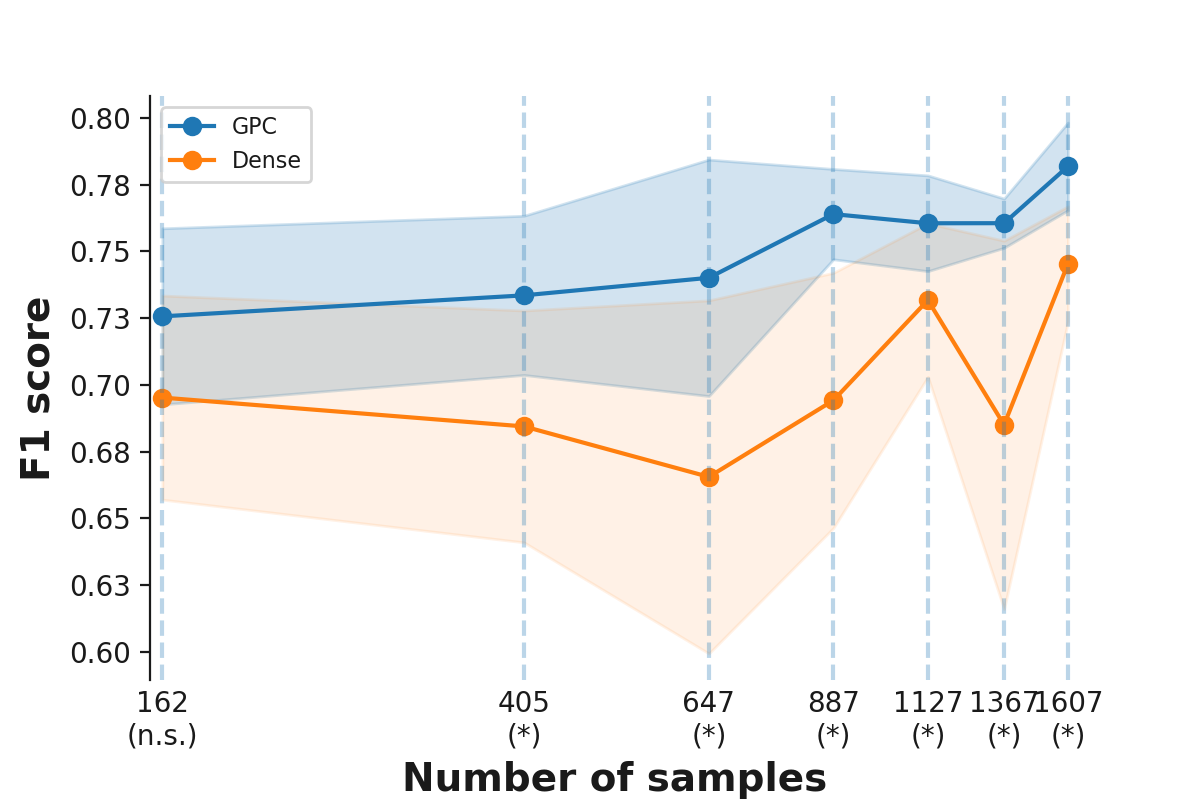 F1 score
0.80
0.78
0.75
0.73
0.70
0.68
0.65
0.63
0.60
GPC
Dense
162 405 647 887 1127 1367 1607
(n.s.) (*) (*) (*) (*) (*) (*)
Number of samples